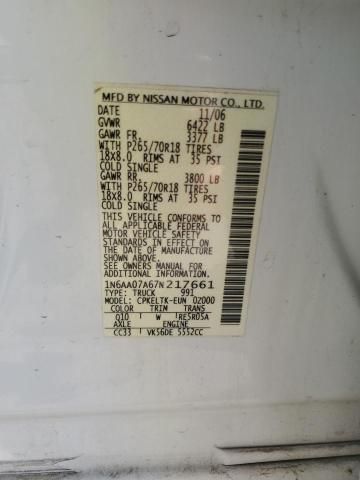 MFD BY NISSAN MOTOR CO., LTD.
DATE 11/06
GVWR 6422 LB
GAWR FR, 3377 LB
WITH P265/70R18 TIRES
18X8.0 RIMS AT 35 PSI
COLD SINGLE
GAWR RR, 3800 LB
WITH P265/70R18 TIRES
18X8.0 RIMS AT 35 PSI
COLD SINGLE
THIS VEHICLE CONFORMS TO
ALL APPLICABLE FEDERAL
MOTOR VEHICLE SAFETY
STANDARDS IN EFFECT ON
THE DATE OF MANUFACTURE
SHOWN ABOVE.
SEE OWNERS MANUAL FOR
ADDITIONAL INFORMATION
1N6AA07A67N217661
TYPE: TRUCK 991
MODEL: CPKELTK-EUN 02000
COLOR TRIM TRANS
Q10 W RE5R05A
AXLE ENGINE
CC33 VK56DE 5552CC